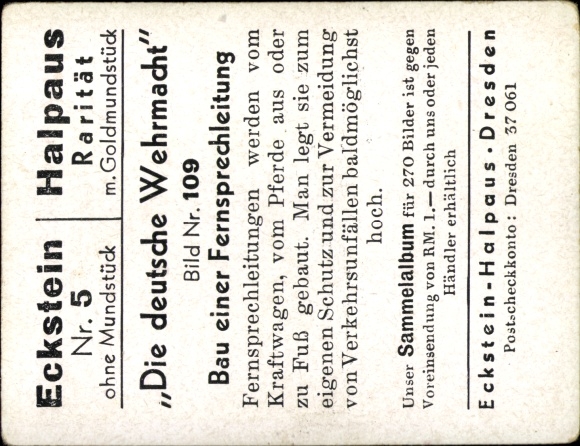 Eckstein
Nr. 5
ohne Mundstück
Halpaus
Rarität
m. Goldmundstück
„Die deutsche Wehrmacht"
Bild Nr. 109
Bau einer Fernsprechleitung
Fernsprechleitungen werden vom
Kraftwagen, vom Pferde aus oder
zu Fuß gebaut. Man legt sie zum
eigenen Schutz und zur Vermeidung
von Verkehrsunfällen baldmöglichst
hoch.
Unser Sammelalbum für 270 Bilder ist gegen
Voreinsendung von RM. 1.— durch uns oder jeden
Händler erhältlich
Eckstein-Halpaus·Dresden
Postscheckkonto: Dresden 37 061